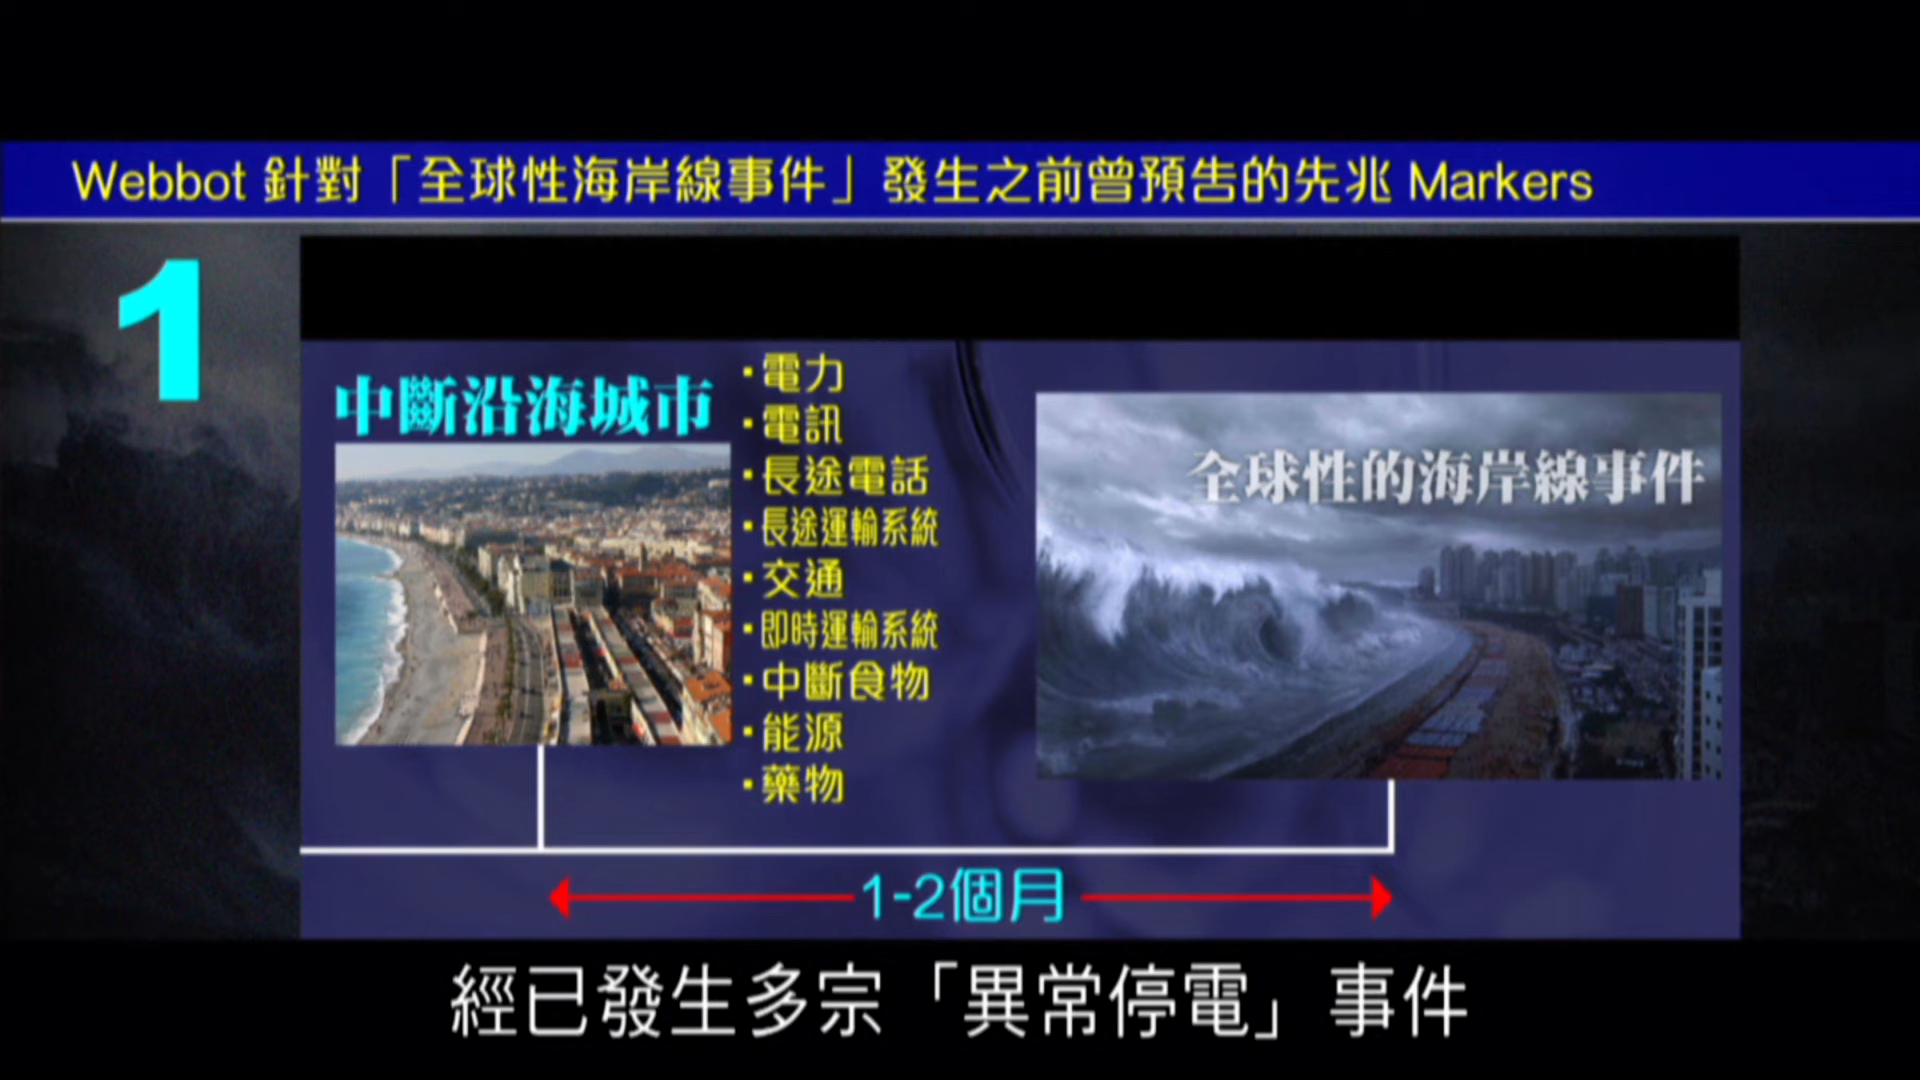 Webbot 針對「全球性海岸線事件」發生之前曾預告的先兆 Markers
1
中斷沿海城市
·電力
·電訊
·長途電話
·長途運輸系統
·交通
·即時運輸系統
·中斷食物
·能源
·藥物
全球性的海岸線事件
1-2個月
經已發生多宗「異常停電」事件